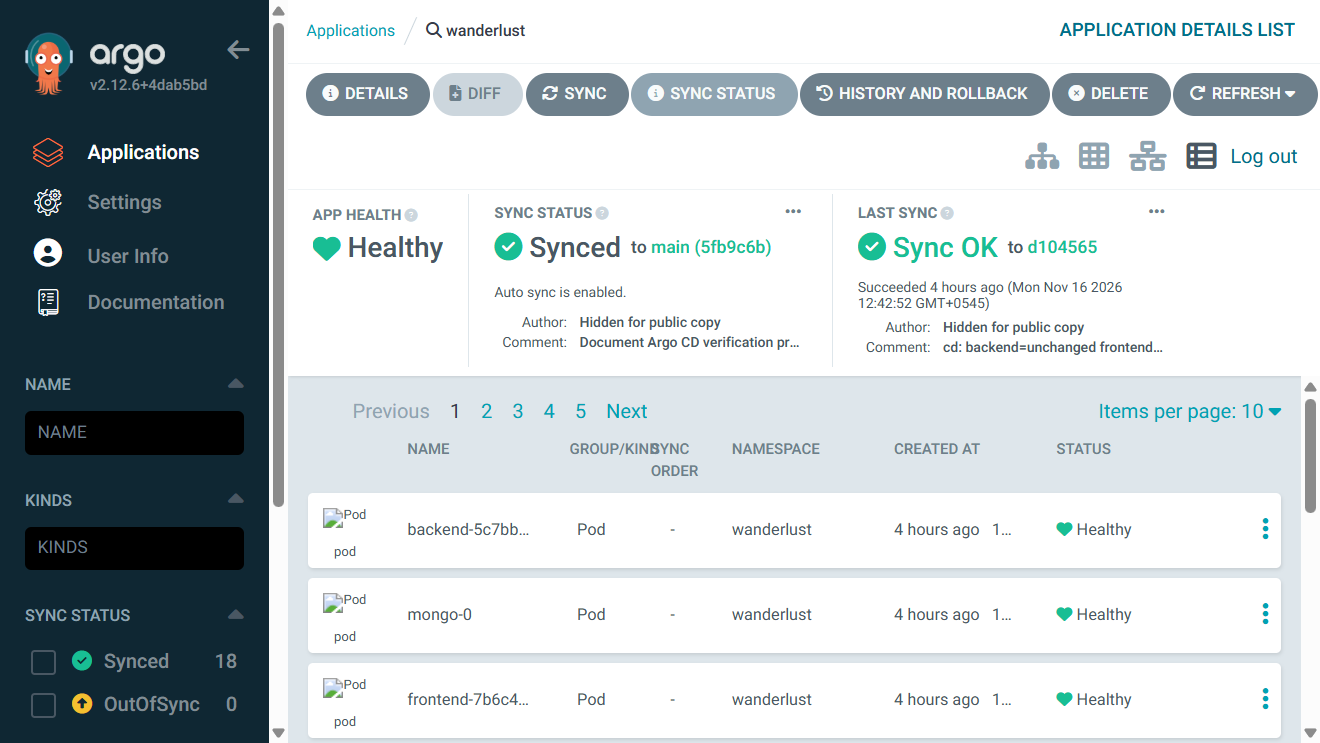 argo
v2.12.6+4dab5bd
Applications
Settings
User Info
Documentation
NAME
NAME
KINDS
KINDS
SYNC STATUS
Synced 18
OutOfSync 0
Applications / wanderlust
APPLICATION DETAILS LIST
DETAILS DIFF SYNC SYNC STATUS HISTORY AND ROLLBACK DELETE REFRESH
Log out
APP HEALTH
Healthy
SYNC STATUS
Synced to main (5fb9c6b)
Auto sync is enabled.
Author: Hidden for public copy
Comment: Document Argo CD verification pr...
LAST SYNC
Sync OK to d104565
Succeeded 4 hours ago (Mon Nov 16 2026
12:42:52 GMT+0545)
Author: Hidden for public copy
Comment: cd: backend=unchanged frontend...
Previous 1 2 3 4 5 Next
Items per page: 10
NAME GROUP/KIND SYNC ORDER NAMESPACE CREATED AT STATUS
Pod
pod
backend-5c7bb... Pod - wanderlust 4 hours ago 1... Healthy
Pod
pod
mongo-0 Pod - wanderlust 4 hours ago 1... Healthy
Pod
pod
frontend-7b6c4... Pod - wanderlust 4 hours ago 1... Healthy